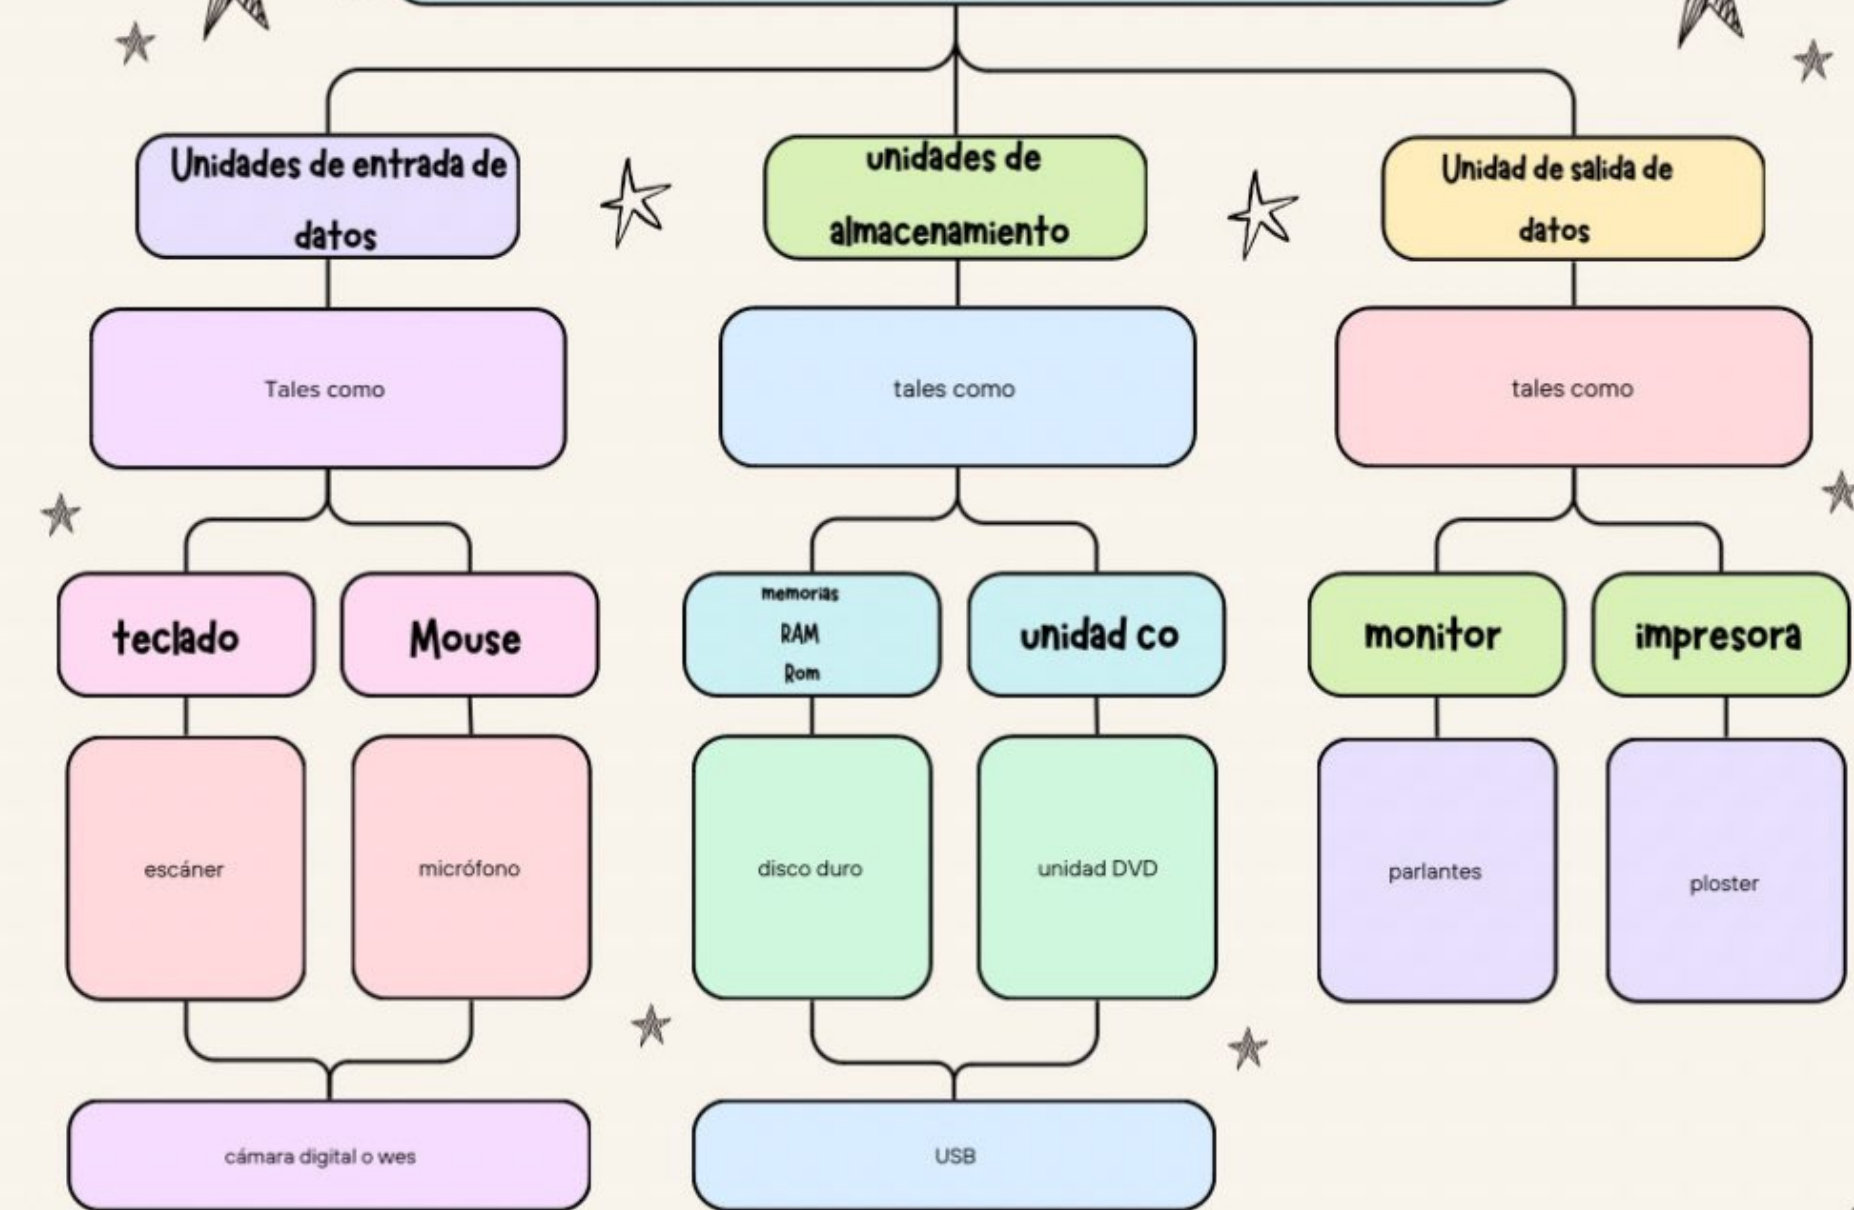 Unidades de entrada de
datos
unidades de
almacenamiento
Unidad de salida de
datos
Tales como
tales como
tales como
teclado
Mouse
memorias
RAM
Rom
unidad co
monitor
impresora
escáner
micrófono
disco duro
unidad DVD
parlantes
ploster
cámara digital o wes
USB